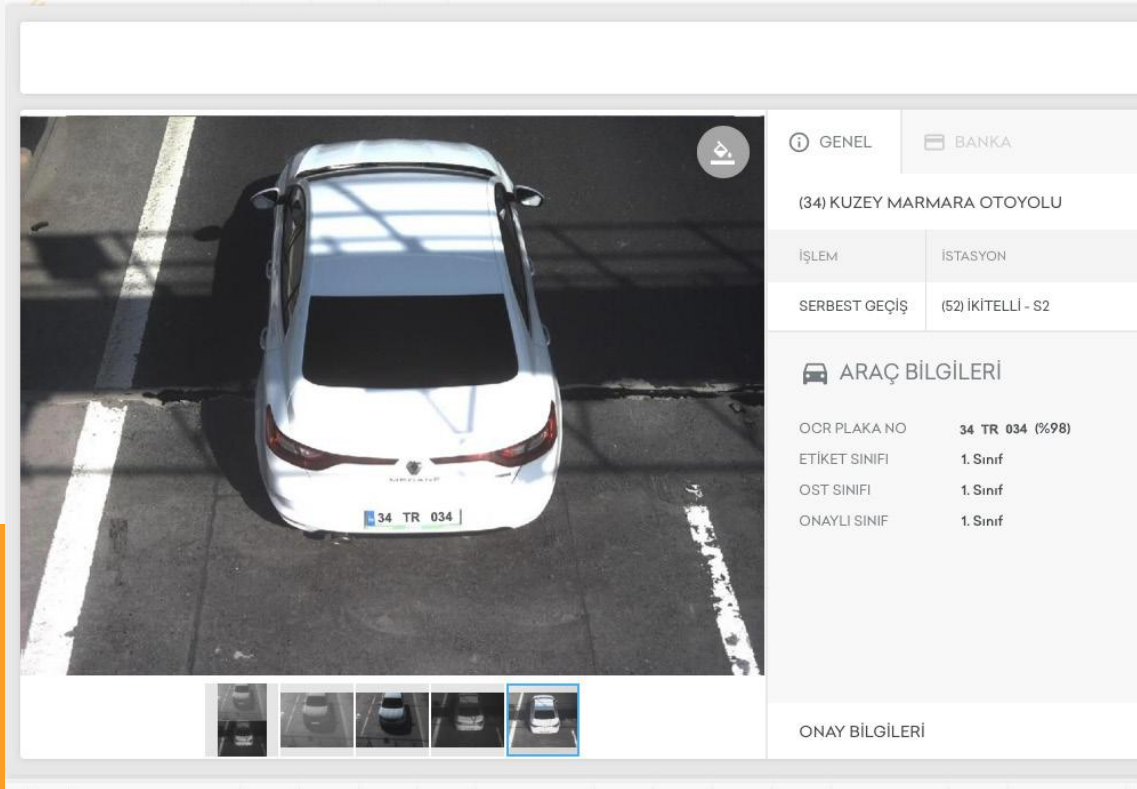 GENEL
BANKA
(34) KUZEY MARMARA OTOYOLU
İŞLEM
İSTASYON
SERBEST GEÇİŞ
(52) İKİTELLİ - S2
ARAÇ BİLGİLERİ
OCR PLAKA NO
34 TR 034 (%98)
ETİKET SINIFI
1. Sınıf
OST SINIFI
1. Sınıf
ONAYLI SINIF
1. Sınıf
34 TR 034
ONAY BİLGİLERİ